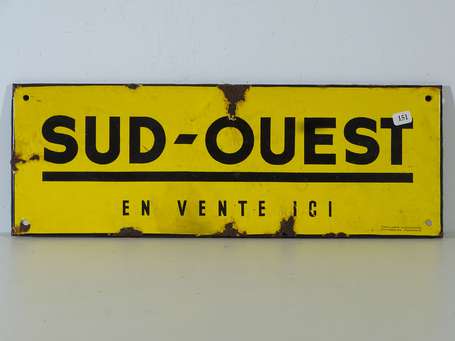 SUD-OUEST
151
EN VENTE ICI